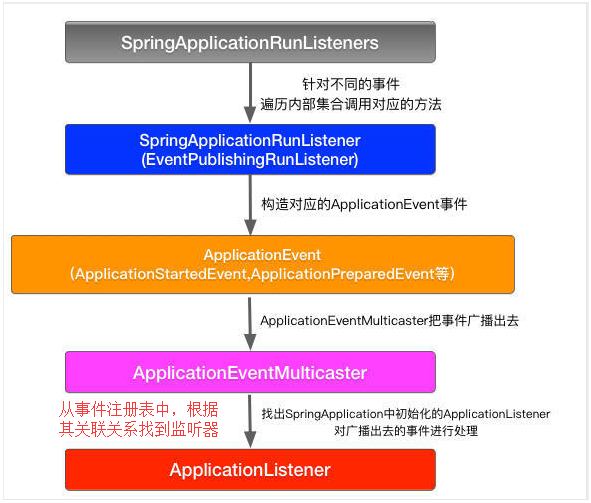 SpringApplicationRunListeners
针对不同的事件
遍历内部集合调用对应的方法
SpringApplicationRunListener
(EventPublishingRunListener)
构造对应的ApplicationEvent事件
ApplicationEvent
(ApplicationStartedEvent,ApplicationPreparedEvent等)
ApplicationEventMulticaster把事件广播出去
ApplicationEventMulticaster
从事件注册表中，根据
其关联关系找到监听器
找出SpringApplication中初始化的ApplicationListener
对广播出去的事件进行处理
ApplicationListener